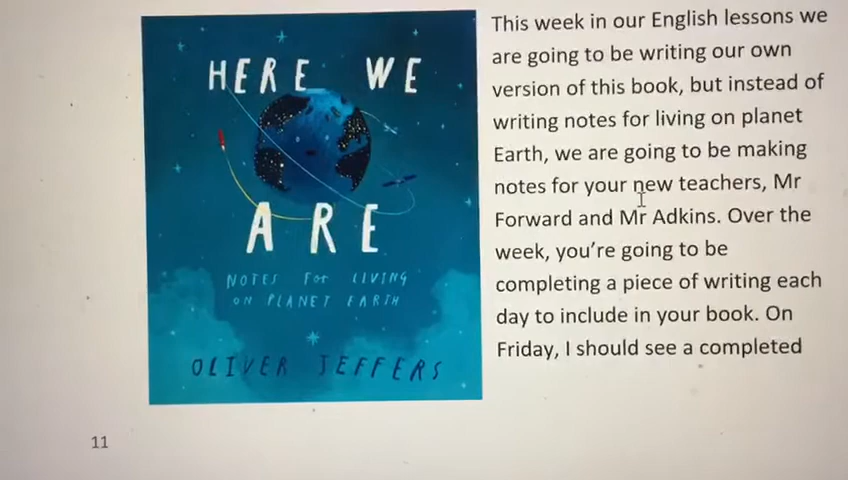 HERE WE
ARE
NOTES FOR LIVING
ON PLANET EARTH
OLIVER JEFFERS
This week in our English lessons we
are going to be writing our own
version of this book, but instead of
writing notes for living on planet
Earth, we are going to be making
notes for your new teachers, Mr
Forward and Mr Adkins. Over the
week, you're going to be
completing a piece of writing each
day to include in your book. On
Friday, I should see a completed
11